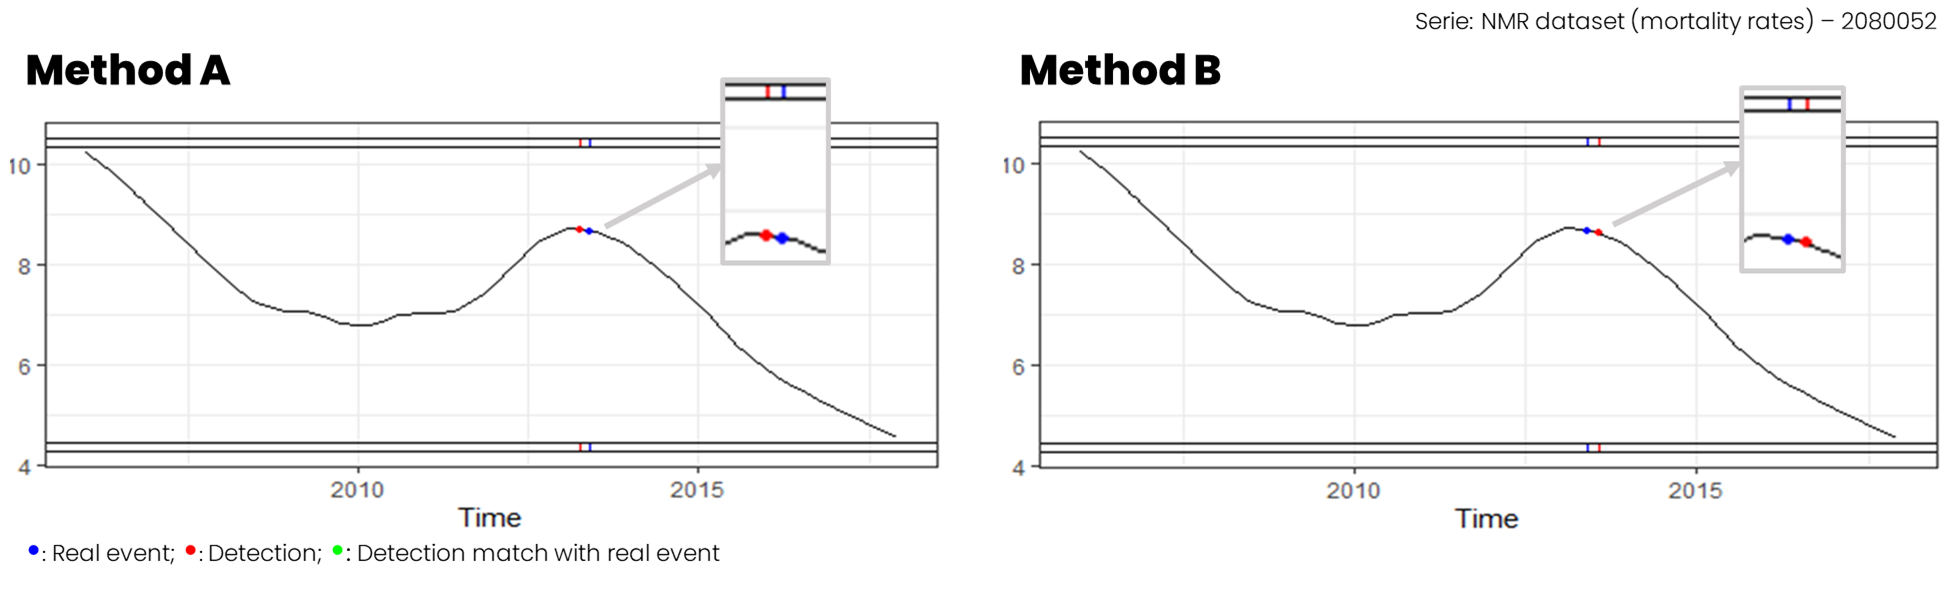 Serie: NMR dataset (mortality rates) – 2080052
Method A
10
8
6
4
2010
2015
Time
Method B
10
8
6
4
2010
2015
Time
: Real event; : Detection; : Detection match with real event